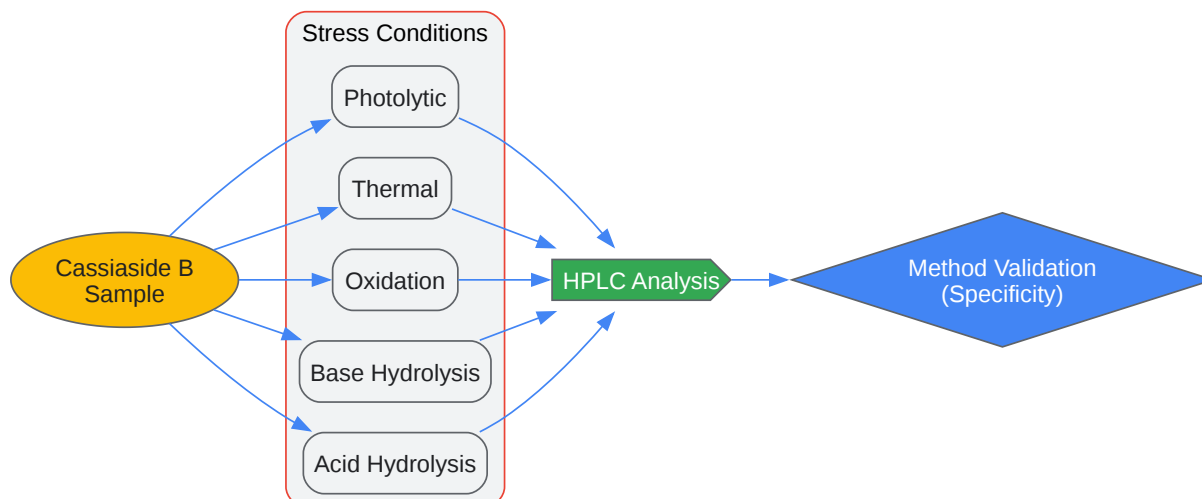 Stress Conditions
Photolytic
Thermal
Cassiaside B
Sample
Oxidation
HPLC Analysis
Method Validation
(Specificity)
Base Hydrolysis
Acid Hydrolysis